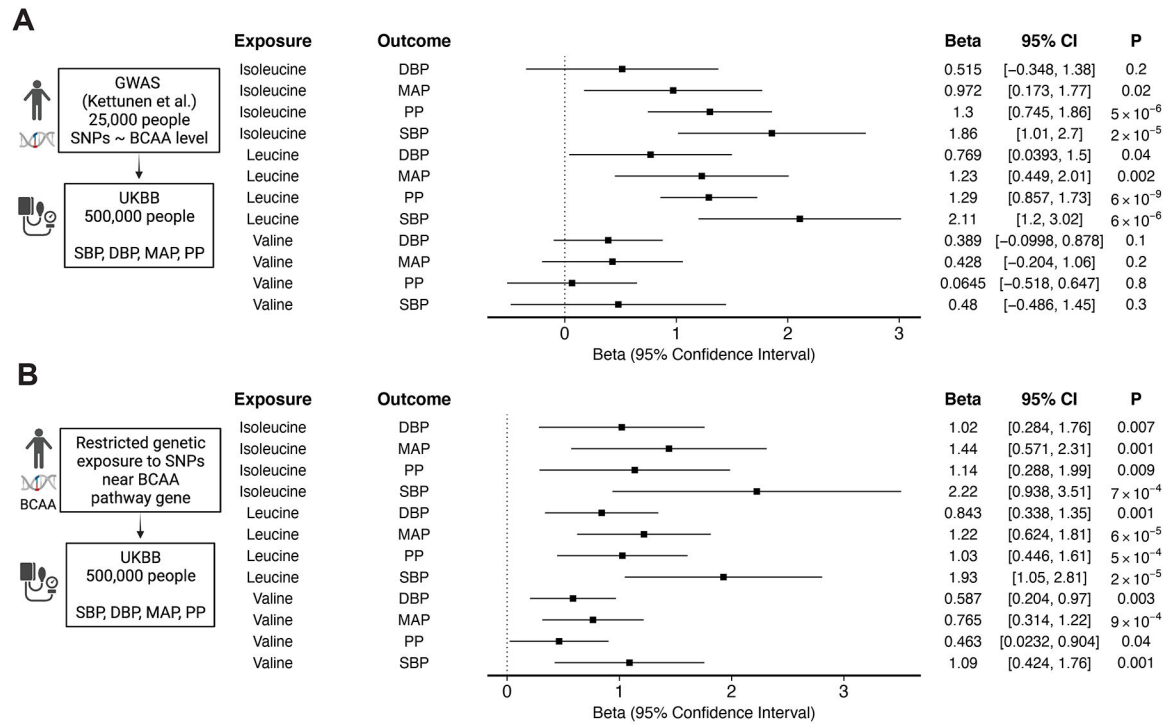 A
Exposure Outcome Beta 95% CI P
GWAS
(Kettunen et al.)
25,000 people
SNPs ~ BCAA level
UKBB
500,000 people
SBP, DBP, MAP, PP
Isoleucine DBP 0.515 [−0.348, 1.38] 0.2
Isoleucine MAP 0.972 [0.173, 1.77] 0.02
Isoleucine PP 1.3 [0.745, 1.86] 5 × 10⁻⁶
Isoleucine SBP 1.86 [1.01, 2.7] 2 × 10⁻⁵
Leucine DBP 0.769 [0.0393, 1.5] 0.04
Leucine MAP 1.23 [0.449, 2.01] 0.002
Leucine PP 1.29 [0.857, 1.73] 6 × 10⁻⁹
Leucine SBP 2.11 [1.2, 3.02] 6 × 10⁻⁶
Valine DBP 0.389 [−0.0998, 0.878] 0.1
Valine MAP 0.428 [−0.204, 1.06] 0.2
Valine PP 0.0645 [−0.518, 0.647] 0.8
Valine SBP 0.48 [−0.486, 1.45] 0.3
0 1 2 3
Beta (95% Confidence Interval)
B
Exposure Outcome Beta 95% CI P
BCAA
Restricted genetic
exposure to SNPs
near BCAA
pathway gene
UKBB
500,000 people
SBP, DBP, MAP, PP
Isoleucine DBP 1.02 [0.284, 1.76] 0.007
Isoleucine MAP 1.44 [0.571, 2.31] 0.001
Isoleucine PP 1.14 [0.288, 1.99] 0.009
Isoleucine SBP 2.22 [0.938, 3.51] 7 × 10⁻⁴
Leucine DBP 0.843 [0.338, 1.35] 0.001
Leucine MAP 1.22 [0.624, 1.81] 6 × 10⁻⁵
Leucine PP 1.03 [0.446, 1.61] 5 × 10⁻⁴
Leucine SBP 1.93 [1.05, 2.81] 2 × 10⁻⁵
Valine DBP 0.587 [0.204, 0.97] 0.003
Valine MAP 0.765 [0.314, 1.22] 9 × 10⁻⁴
Valine PP 0.463 [0.0232, 0.904] 0.04
Valine SBP 1.09 [0.424, 1.76] 0.001
0 1 2 3
Beta (95% Confidence Interval)